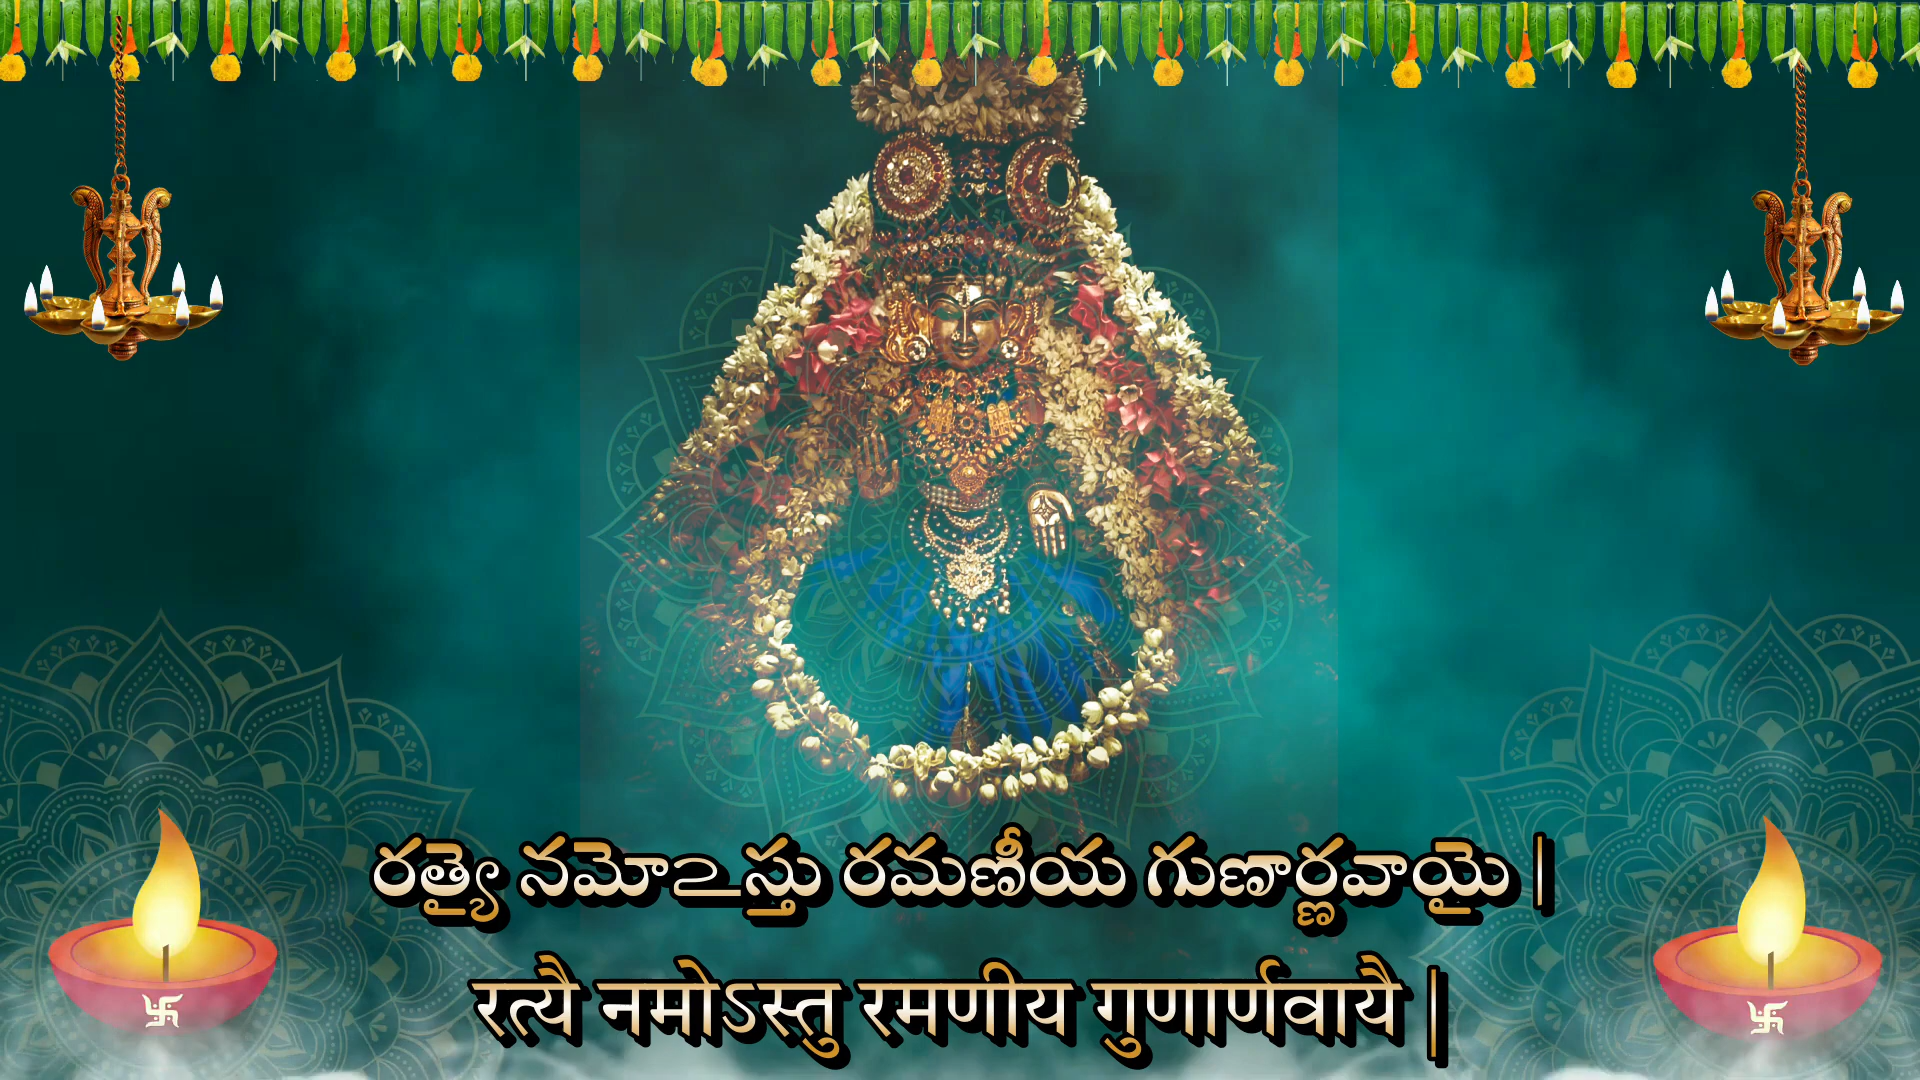 రత్యై నమోఽస్తు రమణీయ గుణార్ణవాయై |
रत्यै नमोऽस्तु रमणीय गुणार्णवायै |